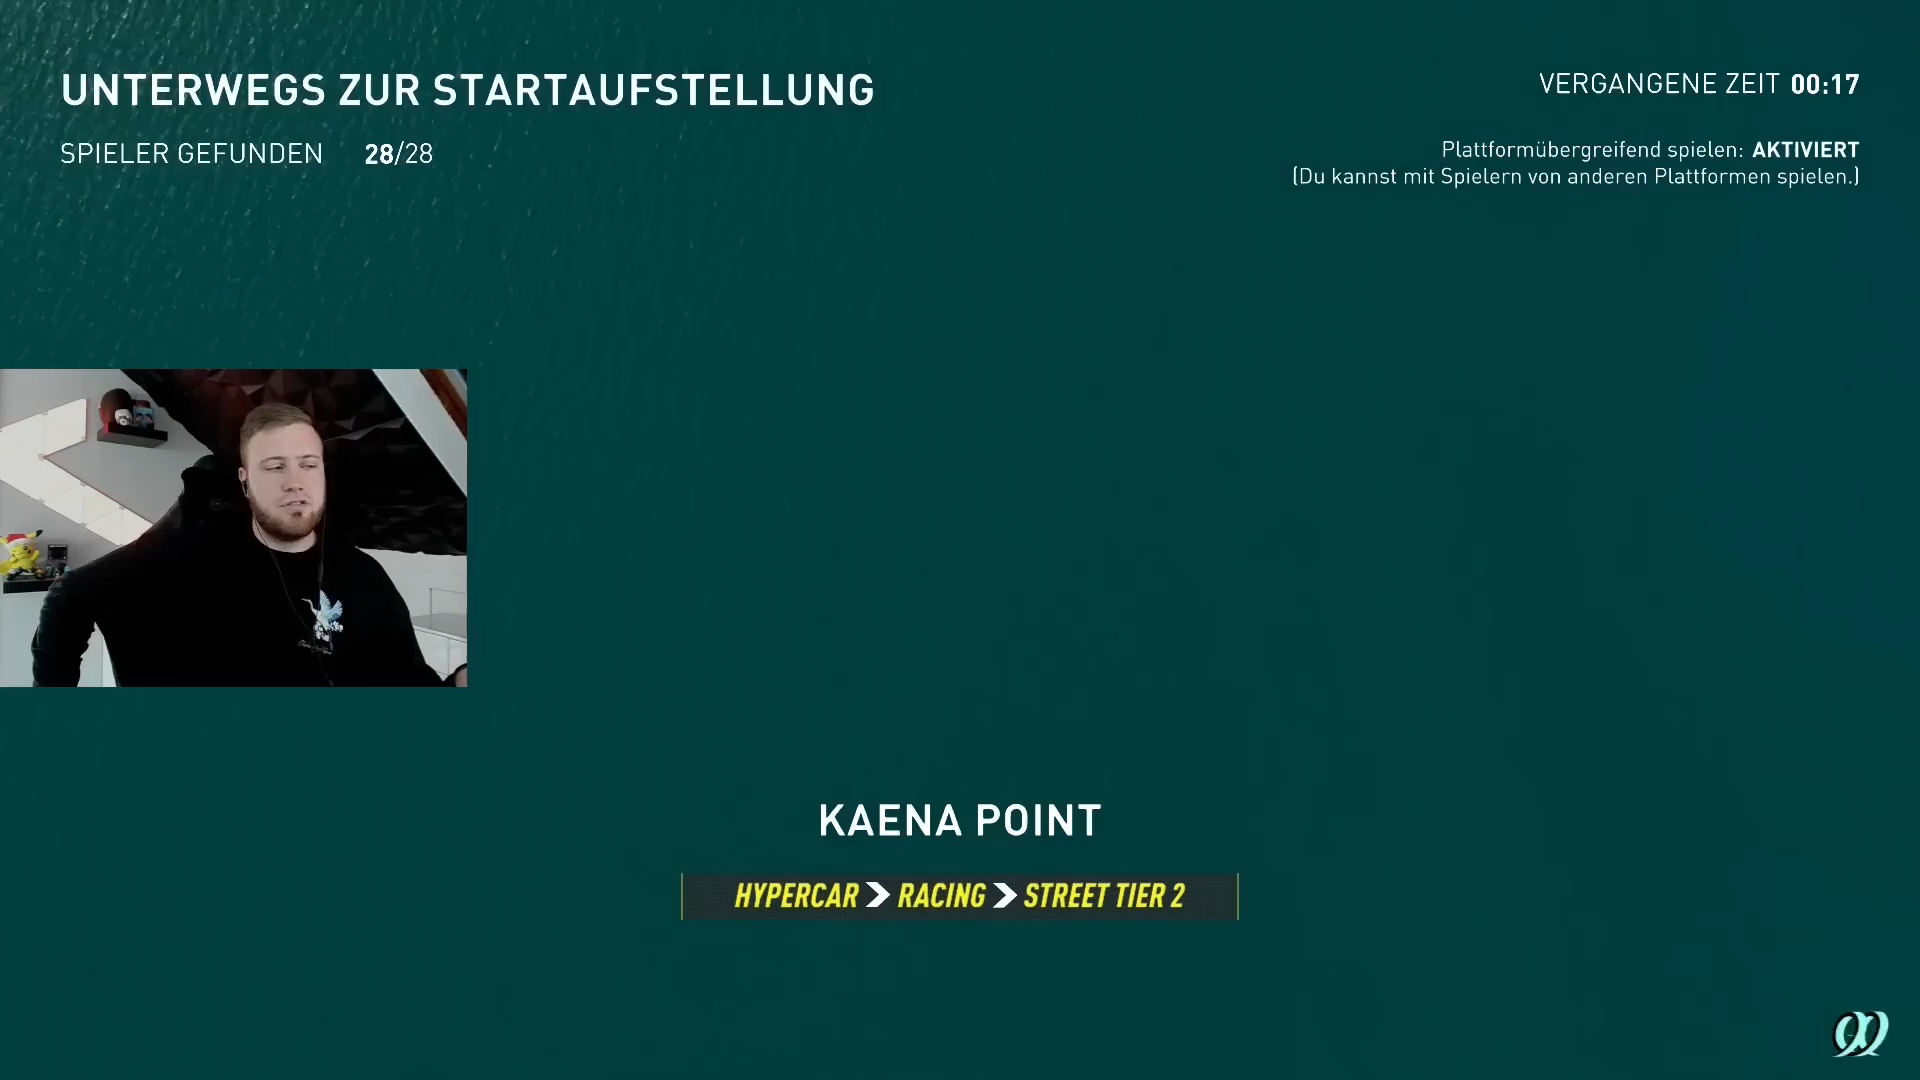 UNTERWEGS ZUR STARTAUFSTELLUNG
SPIELER GEFUNDEN 28/28
VERGANGENE ZEIT 00:17
Plattformübergreifend spielen: AKTIVIERT
(Du kannst mit Spielern von anderen Plattformen spielen.)
KAENA POINT
HYPERCAR > RACING > STREET TIER 2